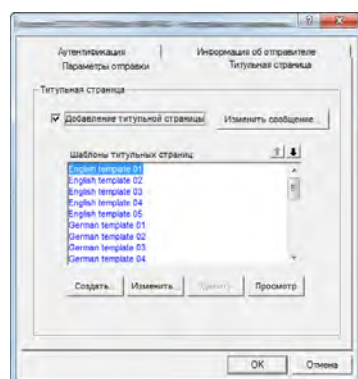 Аутентификация
Информация об отправителе
Параметры отправки
Титульная страница
Титульная страница
Добавление титульной страницы
Изменить сообщение...
Шаблоны титульных страниц:
English template 01
English template 02
English template 03
English template 04
English template 05
German template 01
German template 02
German template 03
German template 04
Создать...
Изменить...
Удалить
Просмотр
OK
Отмена